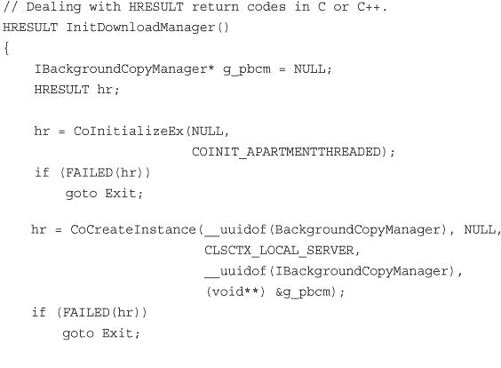 // Dealing with HRESULT return codes in C or C++.
HRESULT InitDownloadManager()
{
IBackgroundCopyManager* g_pbcm = NULL;
HRESULT hr;
hr = CoInitializeEx(NULL,
COINIT_APARTMENTTHREADED);
if (FAILED(hr))
goto Exit;
hr = CoCreateInstance(__uuidof(BackgroundCopyManager), NULL,
CLSCTX_LOCAL_SERVER,
__uuidof(IBackgroundCopyManager),
(void**) &g_pbcm);
if (FAILED(hr))
goto Exit;